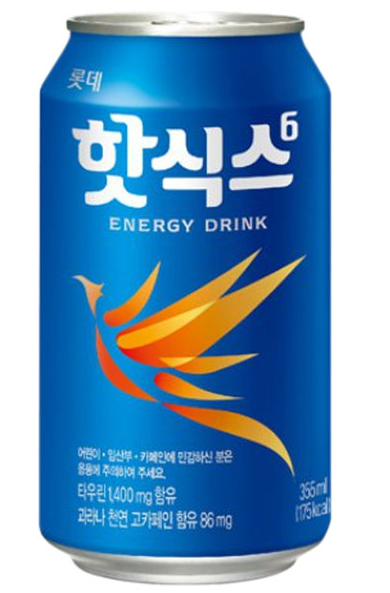 롯데
핫식스6
ENERGY DRINK
어린이 · 임산부 · 카페인에 민감하신 분은
음용에 주의하여 주세요.
타우린 1,400 mg 함유
과라나 천연 고카페인 함유 86 mg
355 ml
(175 kcal)